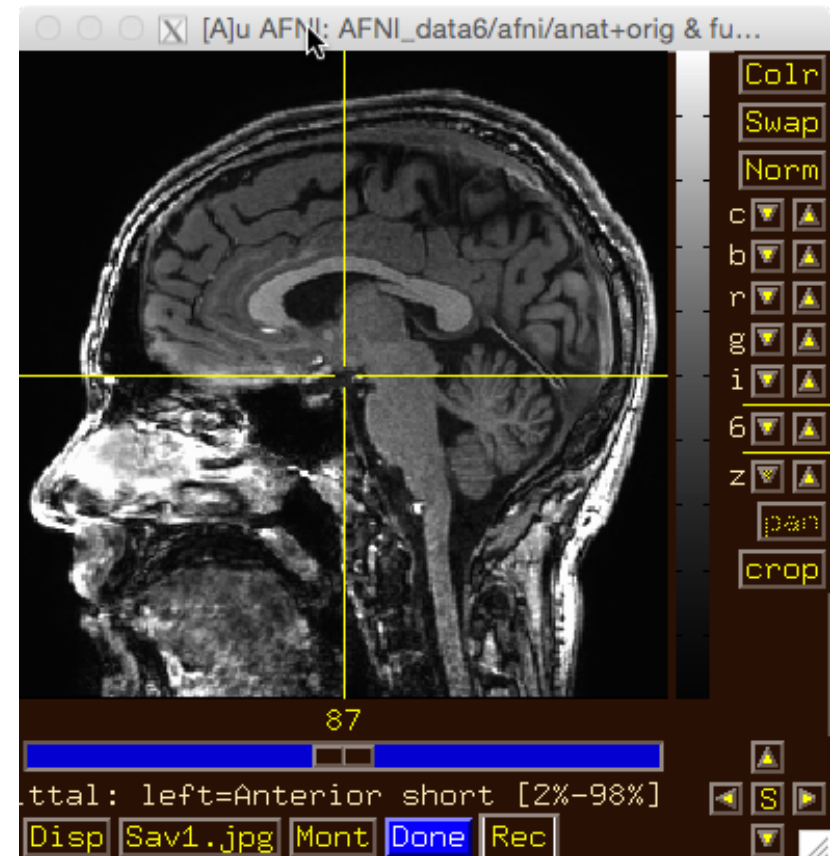 X [A]u AFNI: AFNI_data6/afni/anat+orig & fu...
Colr
Swap
Norm
c
b
r
g
i
6
z
pan
crop
87
ittal: left=Anterior short [2%-98%]
S
Disp Sav1.jpg Mont Done Rec